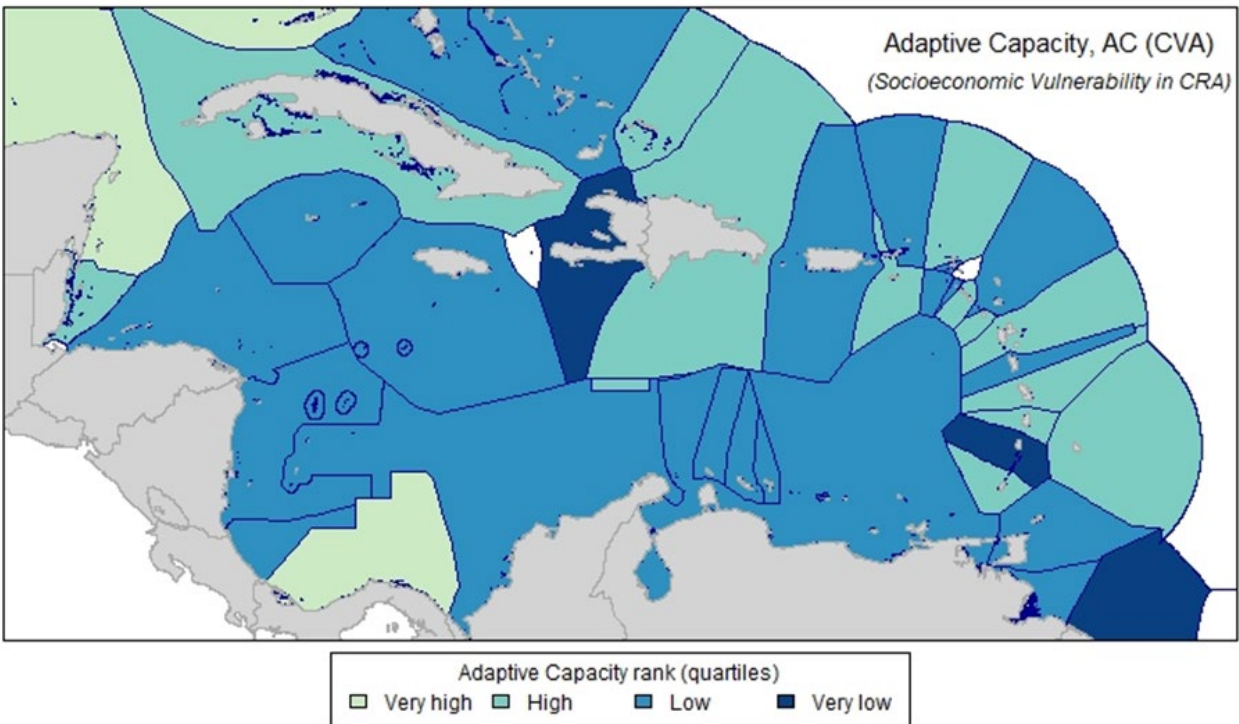 Adaptive Capacity, AC (CVA)
(Socioeconomic Vulnerability in CRA)
Adaptive Capacity rank (quartiles)
Very high High Low Very low